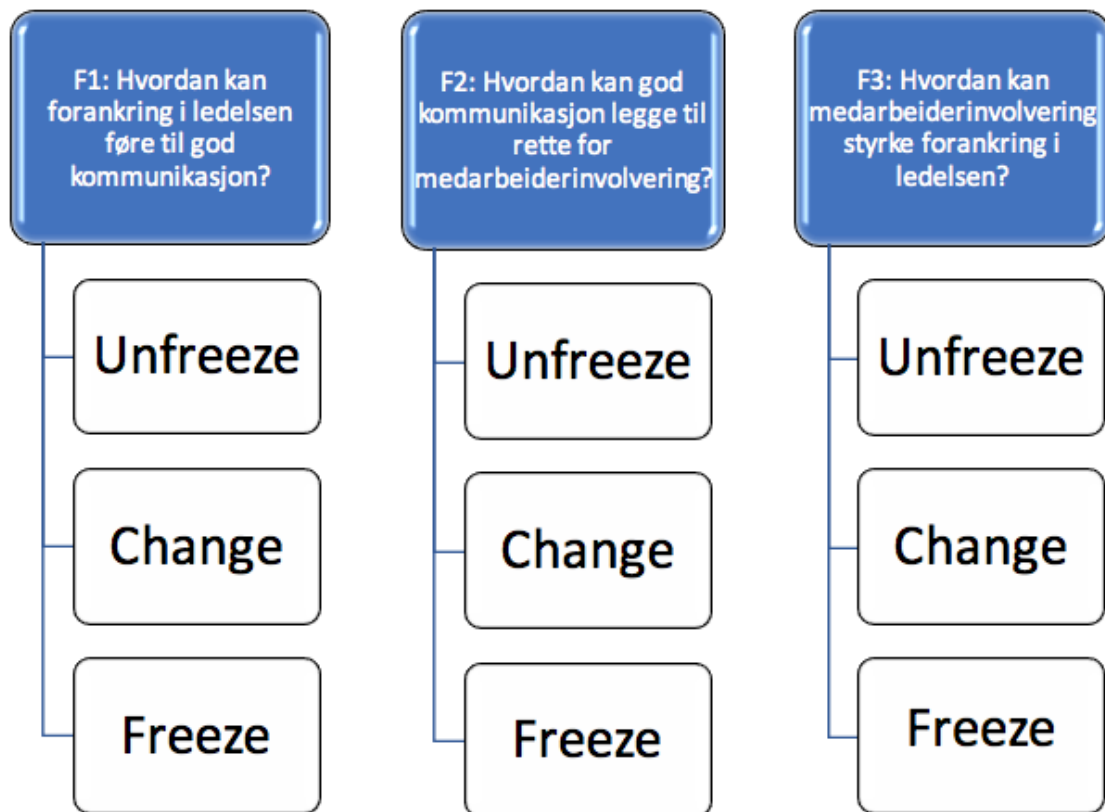 F1: Hvordan kan
forankring i ledelsen
føre til god
kommunikasjon?
Unfreeze
Change
Freeze
F2: Hvordan kan god
kommunikasjon legge til
rette for
medarbeiderinvolvering?
Unfreeze
Change
Freeze
F3: Hvordan kan
medarbeiderinvolvering
styrke forankring i
ledelsen?
Unfreeze
Change
Freeze